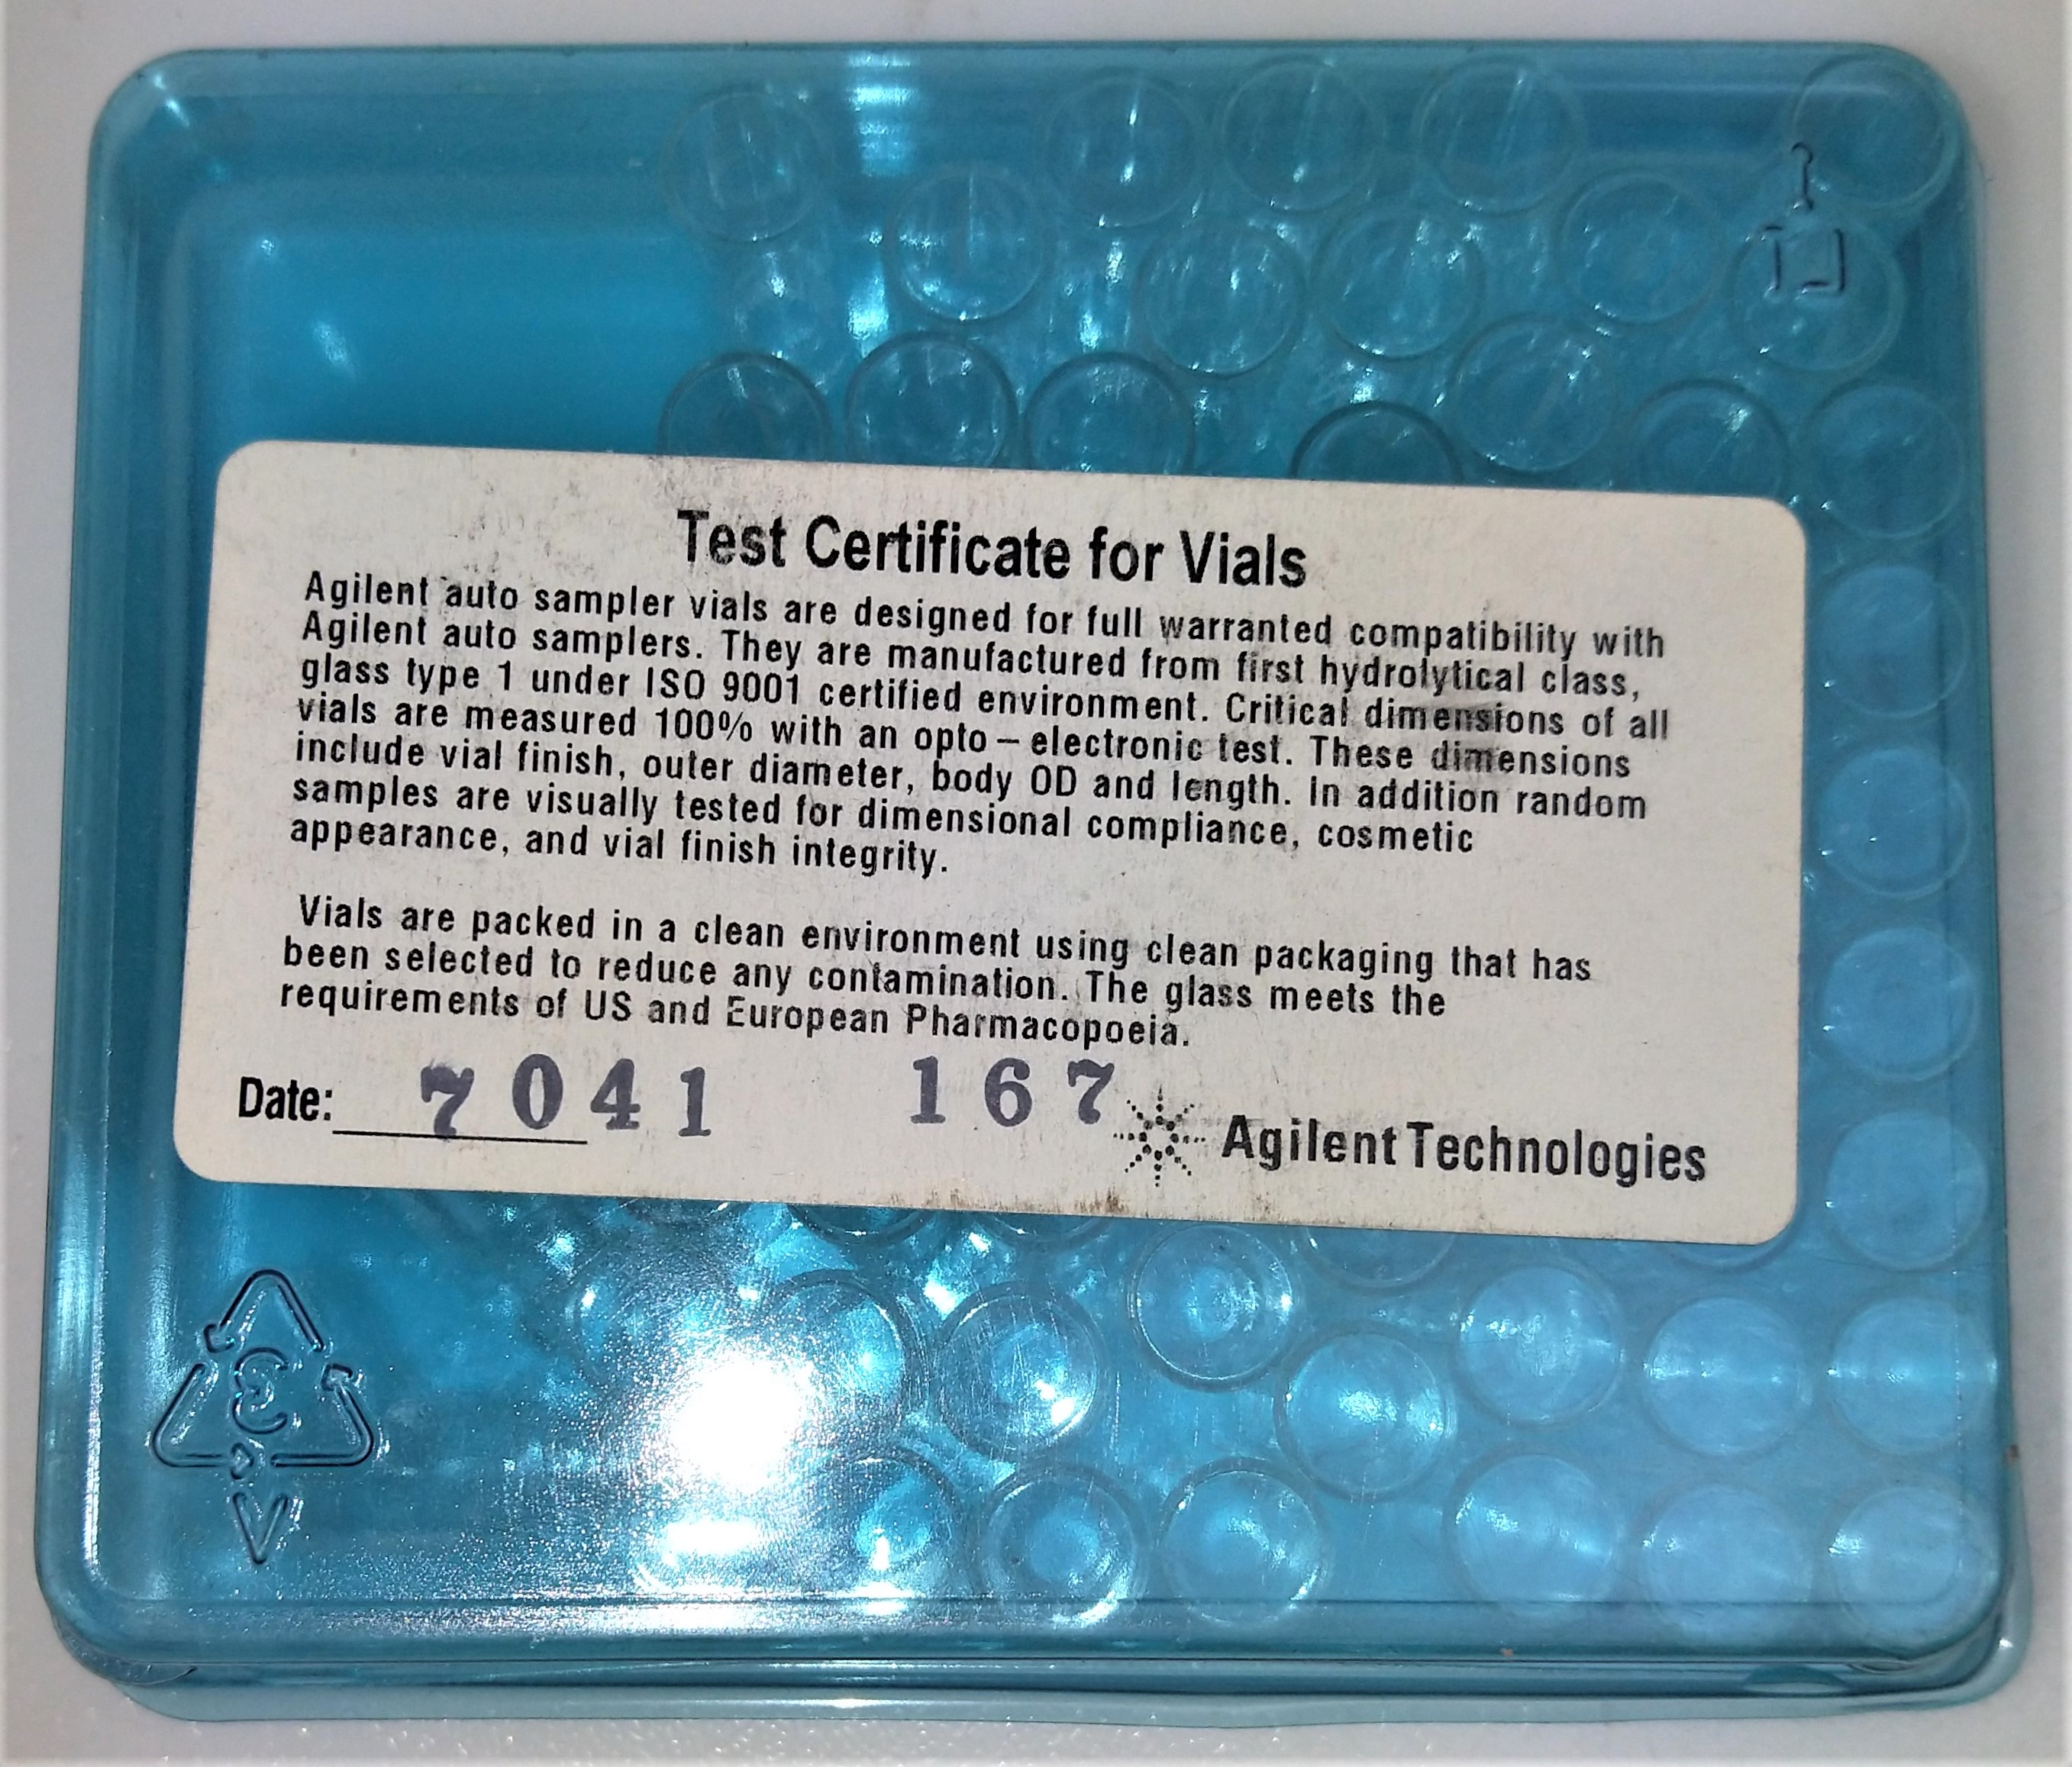 Test Certificate for Vials
Agilent auto sampler vials are designed for full warranted compatibility with
Agilent auto samplers. They are manufactured from first hydrolytical class,
glass type 1 under ISO 9001 certified environment. Critical dimensions of all
vials are measured 100% with an opto – electronic test. These dimensions
include vial finish, outer diameter, body OD and length. In addition random
samples are visually tested for dimensional compliance, cosmetic
appearance, and vial finish integrity.
Vials are packed in a clean environment using clean packaging that has
been selected to reduce any contamination. The glass meets the
requirements of US and European Pharmacopoeia.
Date: 7041 167
Agilent Technologies
3
V